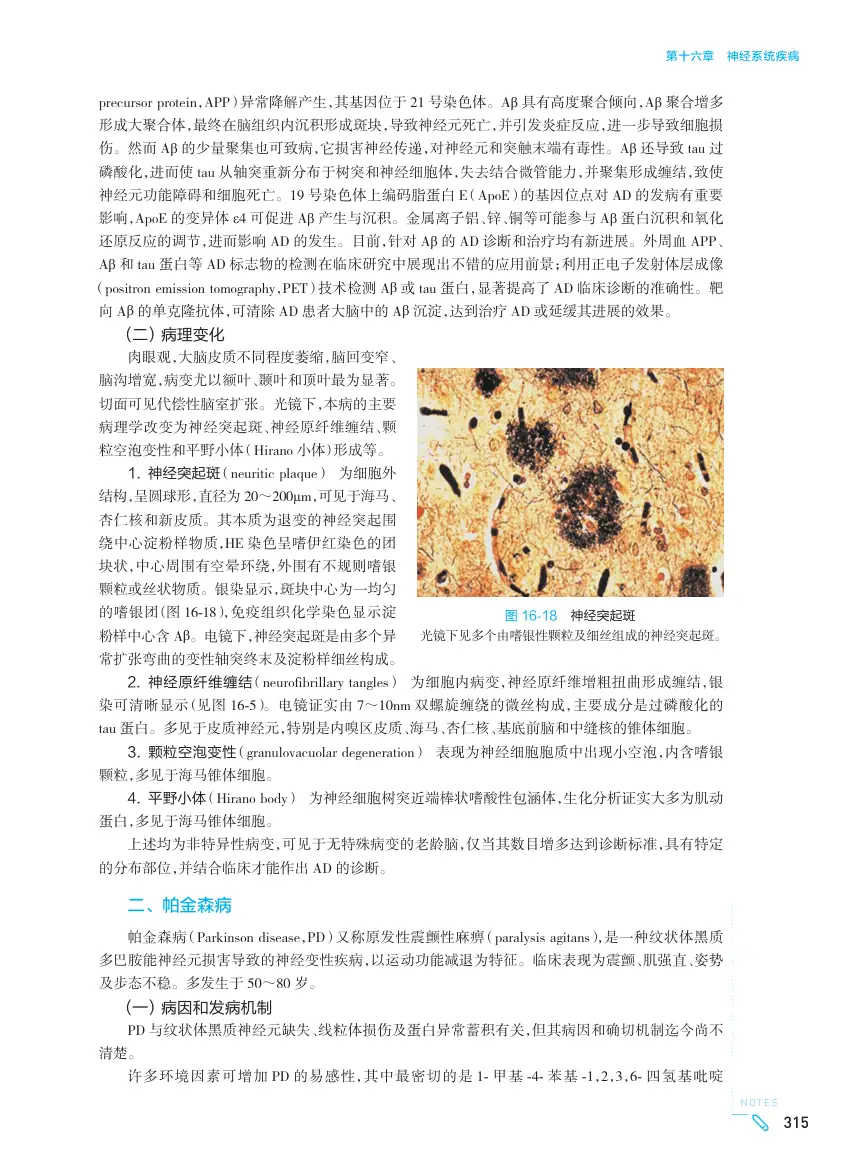 第十六章 神经系统疾病
precursor protein,APP)异常降解产生,其基因位于 21 号染色体。Aβ 具有高度聚合倾向,Aβ 聚合增多
形成大聚合体,最终在脑组织内沉积形成斑块,导致神经元死亡,并引发炎症反应,进一步导致细胞损
伤。然而 Aβ 的少量聚集也可致病,它损害神经传递,对神经元和突触末端有毒性。Aβ 还导致 tau 过
磷酸化,进而使 tau 从轴突重新分布于树突和神经细胞体,失去结合微管能力,并聚集形成缠结,致使
神经元功能障碍和细胞死亡。19 号染色体上编码脂蛋白 E(ApoE)的基因位点对 AD 的发病有重要
影响,ApoE 的变异体 ε4 可促进 Aβ 产生与沉积。金属离子铝、锌、铜等可能参与 Aβ 蛋白沉积和氧化
还原反应的调节,进而影响 AD 的发生。目前,针对 Aβ 的 AD 诊断和治疗均有新进展。外周血 APP、
Aβ 和 tau 蛋白等 AD 标志物的检测在临床研究中展现出不错的应用前景;利用正电子发射体层成像
(positron emission tomography,PET)技术检测 Aβ 或 tau 蛋白,显著提高了 AD 临床诊断的准确性。靶
向 Aβ 的单克隆抗体,可清除 AD 患者大脑中的 Aβ 沉淀,达到治疗 AD 或延缓其进展的效果。
(二)病理变化
肉眼观,大脑皮质不同程度萎缩,脑回变窄、
脑沟增宽,病变尤以额叶、颞叶和顶叶最为显著。
切面可见代偿性脑室扩张。光镜下,本病的主要
病理学改变为神经突起斑、神经原纤维缠结、颗
粒空泡变性和平野小体(Hirano 小体)形成等。
1. 神经突起斑(neuritic plaque) 为细胞外
结构,呈圆球形,直径为 20~200μm,可见于海马、
杏仁核和新皮质。其本质为退变的神经突起围
绕中心淀粉样物质,HE 染色呈嗜伊红染色的团
块状,中心周围有空晕环绕,外围有不规则嗜银
颗粒或丝状物质。银染显示,斑块中心为一均匀
的嗜银团(图 16-18),免疫组织化学染色显示淀
粉样中心含 Aβ。电镜下,神经突起斑是由多个异
常扩张弯曲的变性轴突终末及淀粉样细丝构成。
图 16-18 神经突起斑
光镜下见多个由嗜银性颗粒及细丝组成的神经突起斑。
2. 神经原纤维缠结(neurofibrillary tangles) 为细胞内病变,神经原纤维增粗扭曲形成缠结,银
染可清晰显示(见图 16-5)。电镜证实由 7~10nm 双螺旋缠绕的微丝构成,主要成分是过磷酸化的
tau 蛋白。多见于皮质神经元,特别是内嗅区皮质、海马、杏仁核、基底前脑和中缝核的锥体细胞。
3. 颗粒空泡变性(granulovacuolar degeneration) 表现为神经细胞胞质中出现小空泡,内含嗜银
颗粒,多见于海马锥体细胞。
4. 平野小体(Hirano body) 为神经细胞树突近端棒状嗜酸性包涵体,生化分析证实大多为肌动
蛋白,多见于海马锥体细胞。
上述均为非特异性病变,可见于无特殊病变的老龄脑,仅当其数目增多达到诊断标准,具有特定
的分布部位,并结合临床才能作出 AD 的诊断。
二、帕金森病
帕金森病(Parkinson disease,PD)又称原发性震颤性麻痹(paralysis agitans),是一种纹状体黑质
多巴胺能神经元损害导致的神经变性疾病,以运动功能减退为特征。临床表现为震颤、肌强直、姿势
及步态不稳。多发生于 50~80 岁。
(一)病因和发病机制
PD 与纹状体黑质神经元缺失、线粒体损伤及蛋白异常蓄积有关,但其病因和确切机制迄今尚不
清楚。
许多环境因素可增加 PD 的易感性,其中最密切的是 1- 甲基 -4- 苯基 -1,2,3,6- 四氢基吡啶
NOTES
315